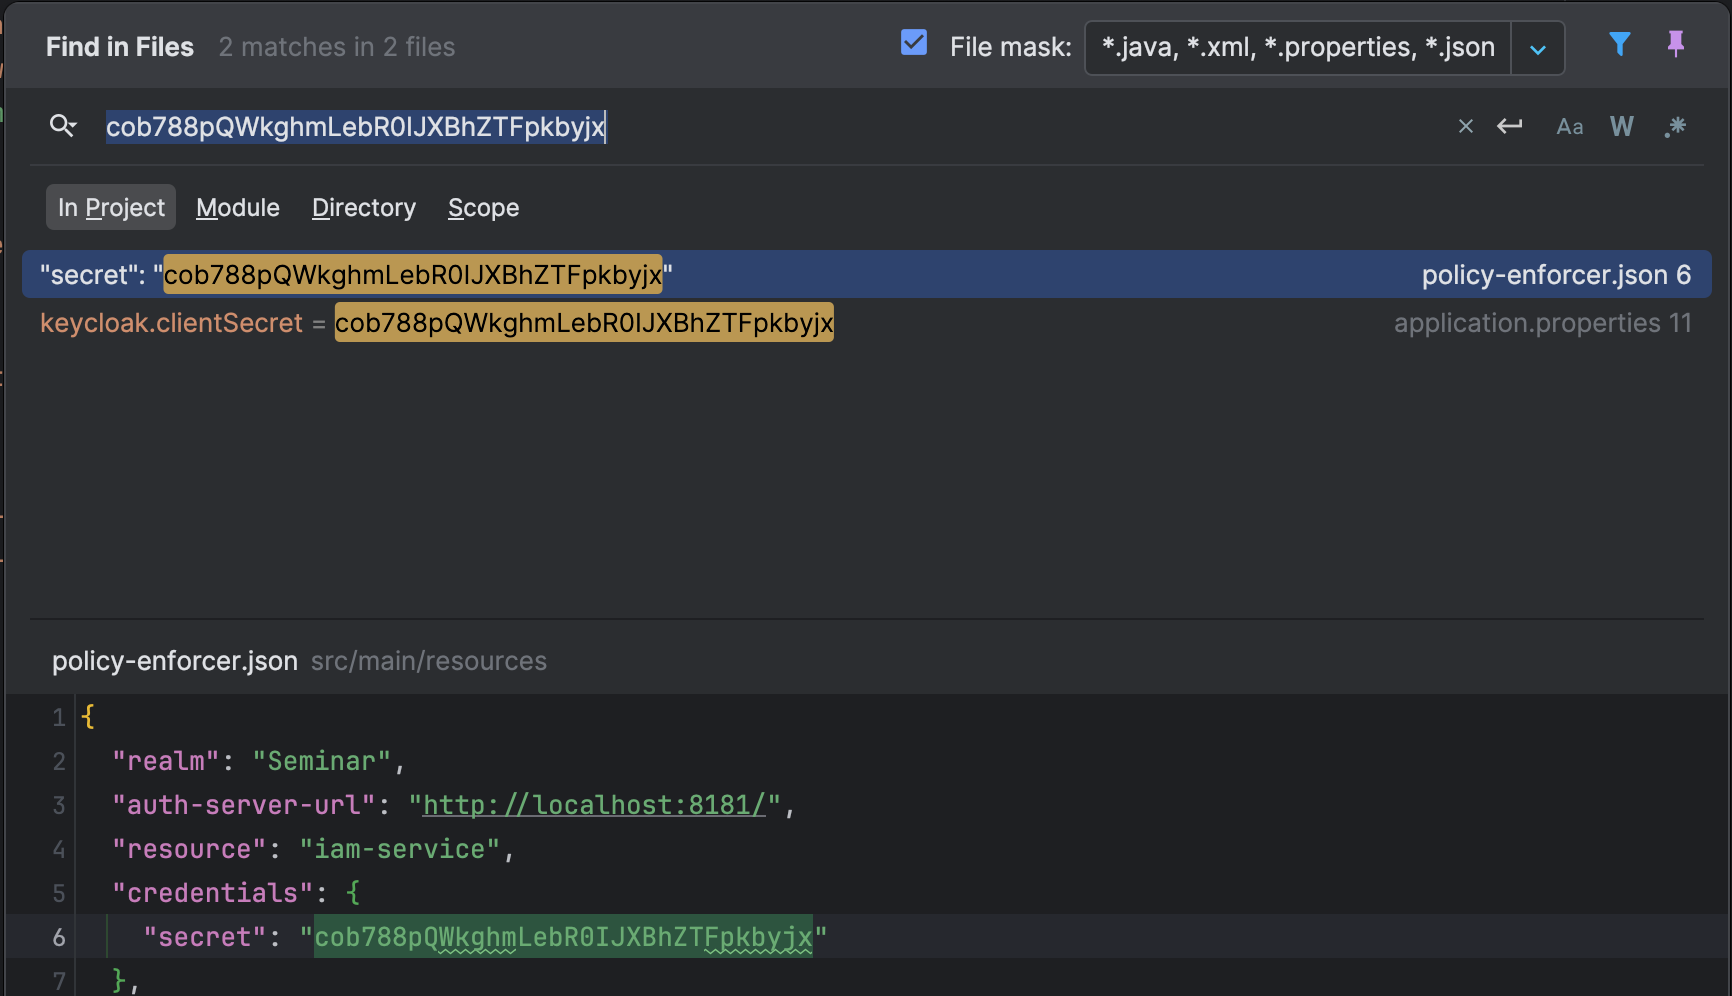 Find in Files 2 matches in 2 files File mask: *.java, *.xml, *.properties, *.json
cob788pQWkghmLebR0IJXBhZTFpkbyjx Aa W .*
In Project Module Directory Scope
"secret": "cob788pQWkghmLebR0IJXBhZTFpkbyjx" policy-enforcer.json 6
keycloak.clientSecret = cob788pQWkghmLebR0IJXBhZTFpkbyjx application.properties 11
policy-enforcer.json src/main/resources
1 {
2 "realm": "Seminar",
3 "auth-server-url": "http://localhost:8181/",
4 "resource": "iam-service",
5 "credentials": {
6 "secret": "cob788pQWkghmLebR0IJXBhZTFpkbyjx"
7 },